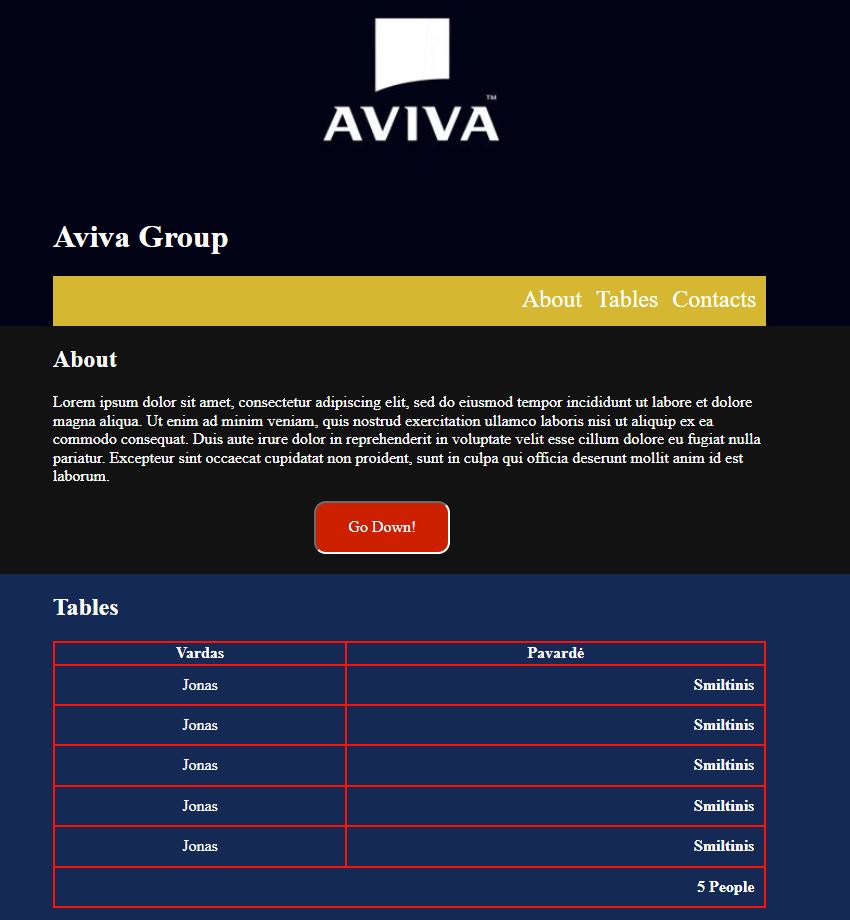 ™
AVIVA
Aviva Group
About Tables Contacts
About
Lorem ipsum dolor sit amet, consectetur adipiscing elit, sed do eiusmod tempor incididunt ut labore et dolore
magna aliqua. Ut enim ad minim veniam, quis nostrud exercitation ullamco laboris nisi ut aliquip ex ea
commodo consequat. Duis aute irure dolor in reprehenderit in voluptate velit esse cillum dolore eu fugiat nulla
pariatur. Excepteur sint occaecat cupidatat non proident, sunt in culpa qui officia deserunt mollit anim id est
laborum.
Go Down!
Tables
Vardas Pavardė
Jonas Smiltinis
Jonas Smiltinis
Jonas Smiltinis
Jonas Smiltinis
Jonas Smiltinis
5 People